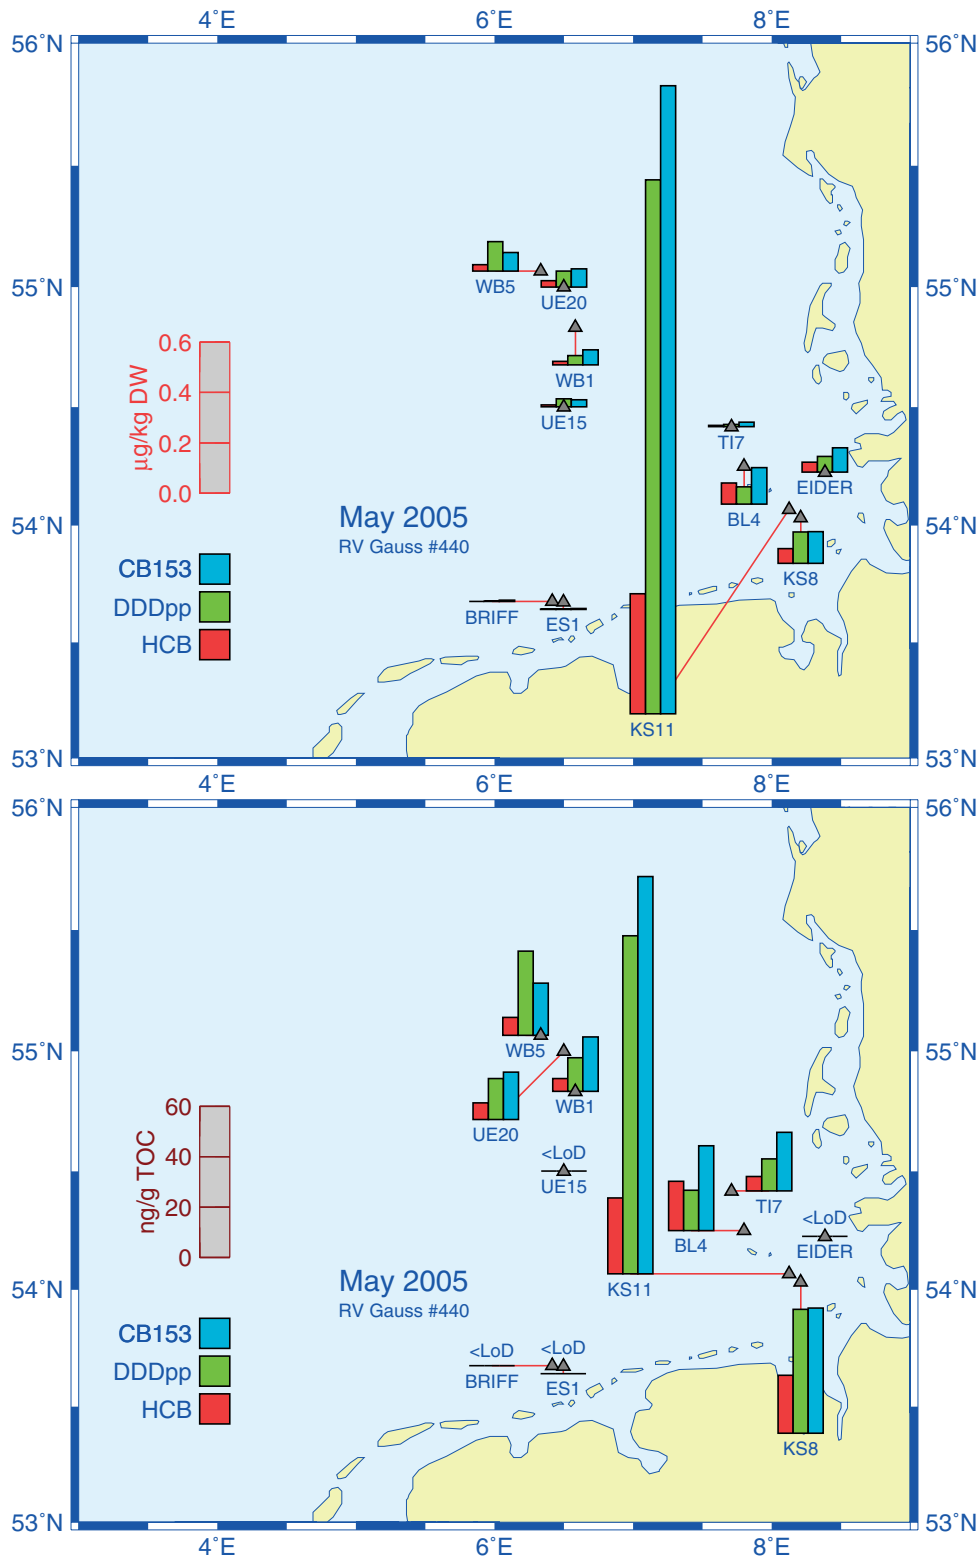 4°E 6°E 8°E
56°N 56°N
55°N 55°N
WB5
UE20
WB1
UE15
0.6
0.4
0.2
0.0
µg/kg DW
TI7
EIDER
BL4
54°N 54°N
May 2005
RV Gauss #440
KS8
CB153
DDDpp
HCB
BRIFF
ES1
KS11
53°N 53°N
4°E 6°E 8°E
56°N 56°N
55°N 55°N
WB5
WB1
UE20
60
40
20
0
ng/g TOC
<LoD
UE15
TI7
<LoD
EIDER
BL4
KS11
54°N 54°N
May 2005
RV Gauss #440
CB153
DDDpp
HCB
<LoD <LoD
BRIFF
ES1
KS8
53°N 53°N
4°E 6°E 8°E